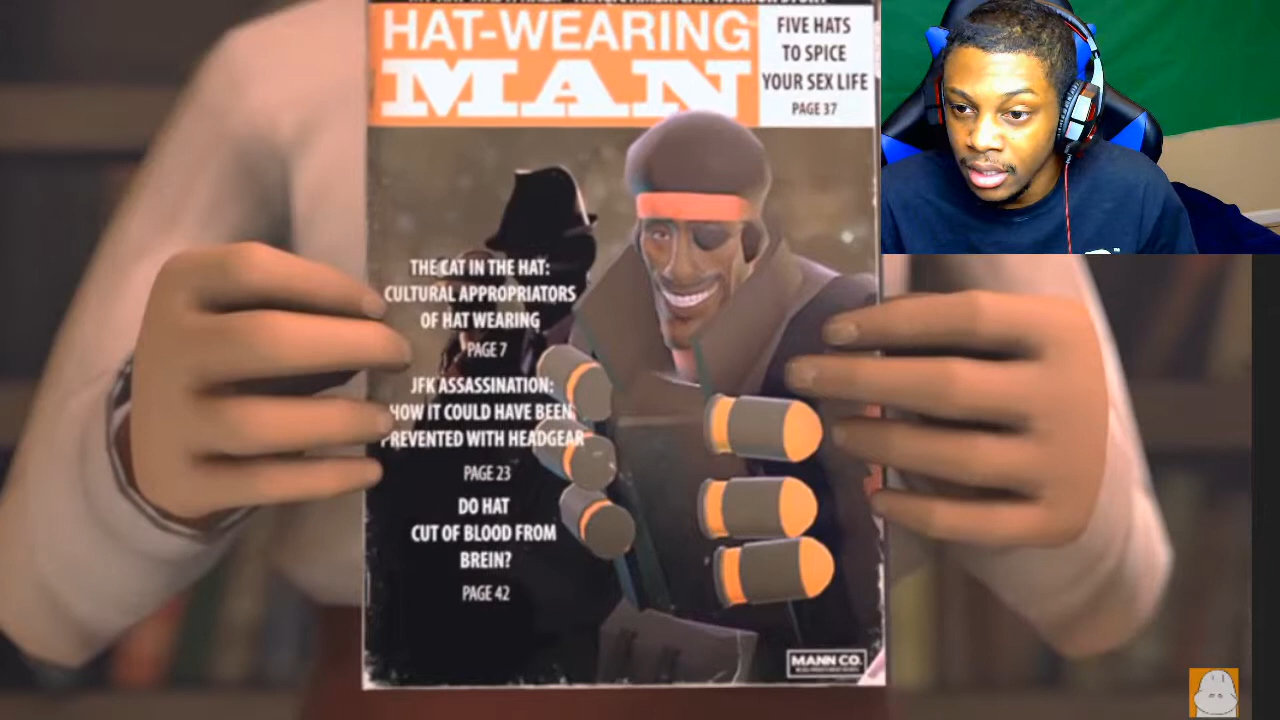 HAT-WEARING
MAN
FIVE HATS
TO SPICE
YOUR SEX LIFE
PAGE 37
THE CAT IN THE HAT:
CULTURAL APPROPRIATORS
OF HAT WEARING
PAGE 7
JFK ASSASSINATION:
HOW IT COULD HAVE BEEN
PREVENTED WITH HEADGEAR
PAGE 23
DO HAT
CUT OF BLOOD FROM
BREIN?
PAGE 42
MANN CO.